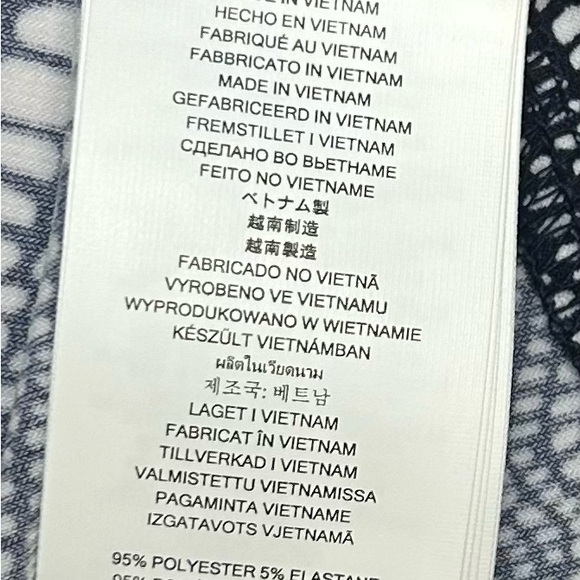 IN VIETNAM
HECHO EN VIETNAM
FABRIQUÉ AU VIETNAM
FABBRICATO IN VIETNAM
MADE IN VIETNAM
GEFABRICEERD IN VIETNAM
FREMSTILLET I VIETNAM
СДЕЛАНО ВО ВЬЕТНАМЕ
FEITO NO VIETNAME
ベトナム製
越南制造
越南製造
FABRICADO NO VIETNÃ
VYROBENO VE VIETNAMU
WYPRODUKOWANO W WIETNAMIE
KÉSZÜLT VIETNÁMBAN
ผลิตในเวียดนาม
제조국: 베트남
LAGET I VIETNAM
FABRICAT ÎN VIETNAM
TILLVERKAD I VIETNAM
VALMISTETTU VIETNAMISSA
PAGAMINTA VIETNAME
IZGATAVOTS VJETNAMĀ
95% POLYESTER 5% ELASTANE